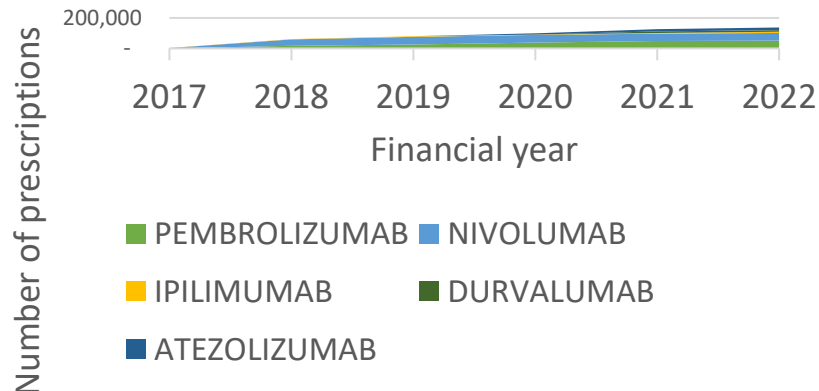 Number of prescriptions
200,000
-
2017 2018 2019 2020 2021 2022
Financial year
PEMBROLIZUMAB NIVOLUMAB
IPILIMUMAB DURVALUMAB
ATEZOLIZUMAB